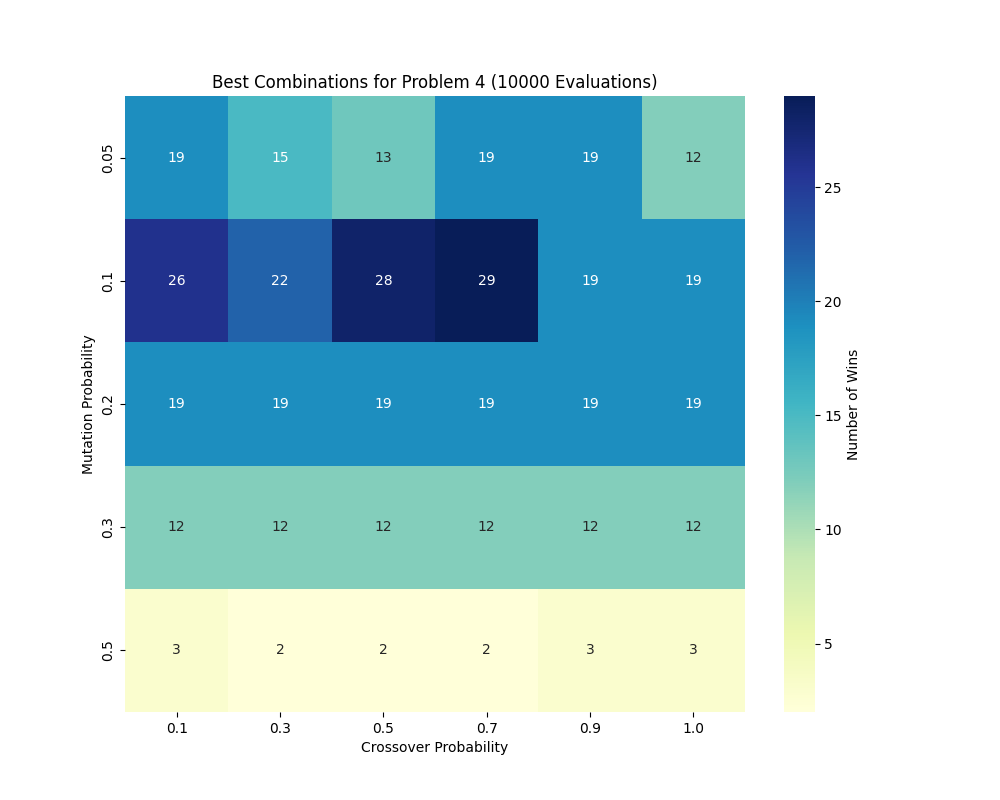 Best Combinations for Problem 4 (10000 Evaluations)
Mutation Probability
0.05
19 15 13 19 19 12
0.1
26 22 28 29 19 19
0.2
19 19 19 19 19 19
0.3
12 12 12 12 12 12
0.5
3 2 2 2 3 3
0.1 0.3 0.5 0.7 0.9 1.0
Crossover Probability
25
20
15
10
5
Number of Wins